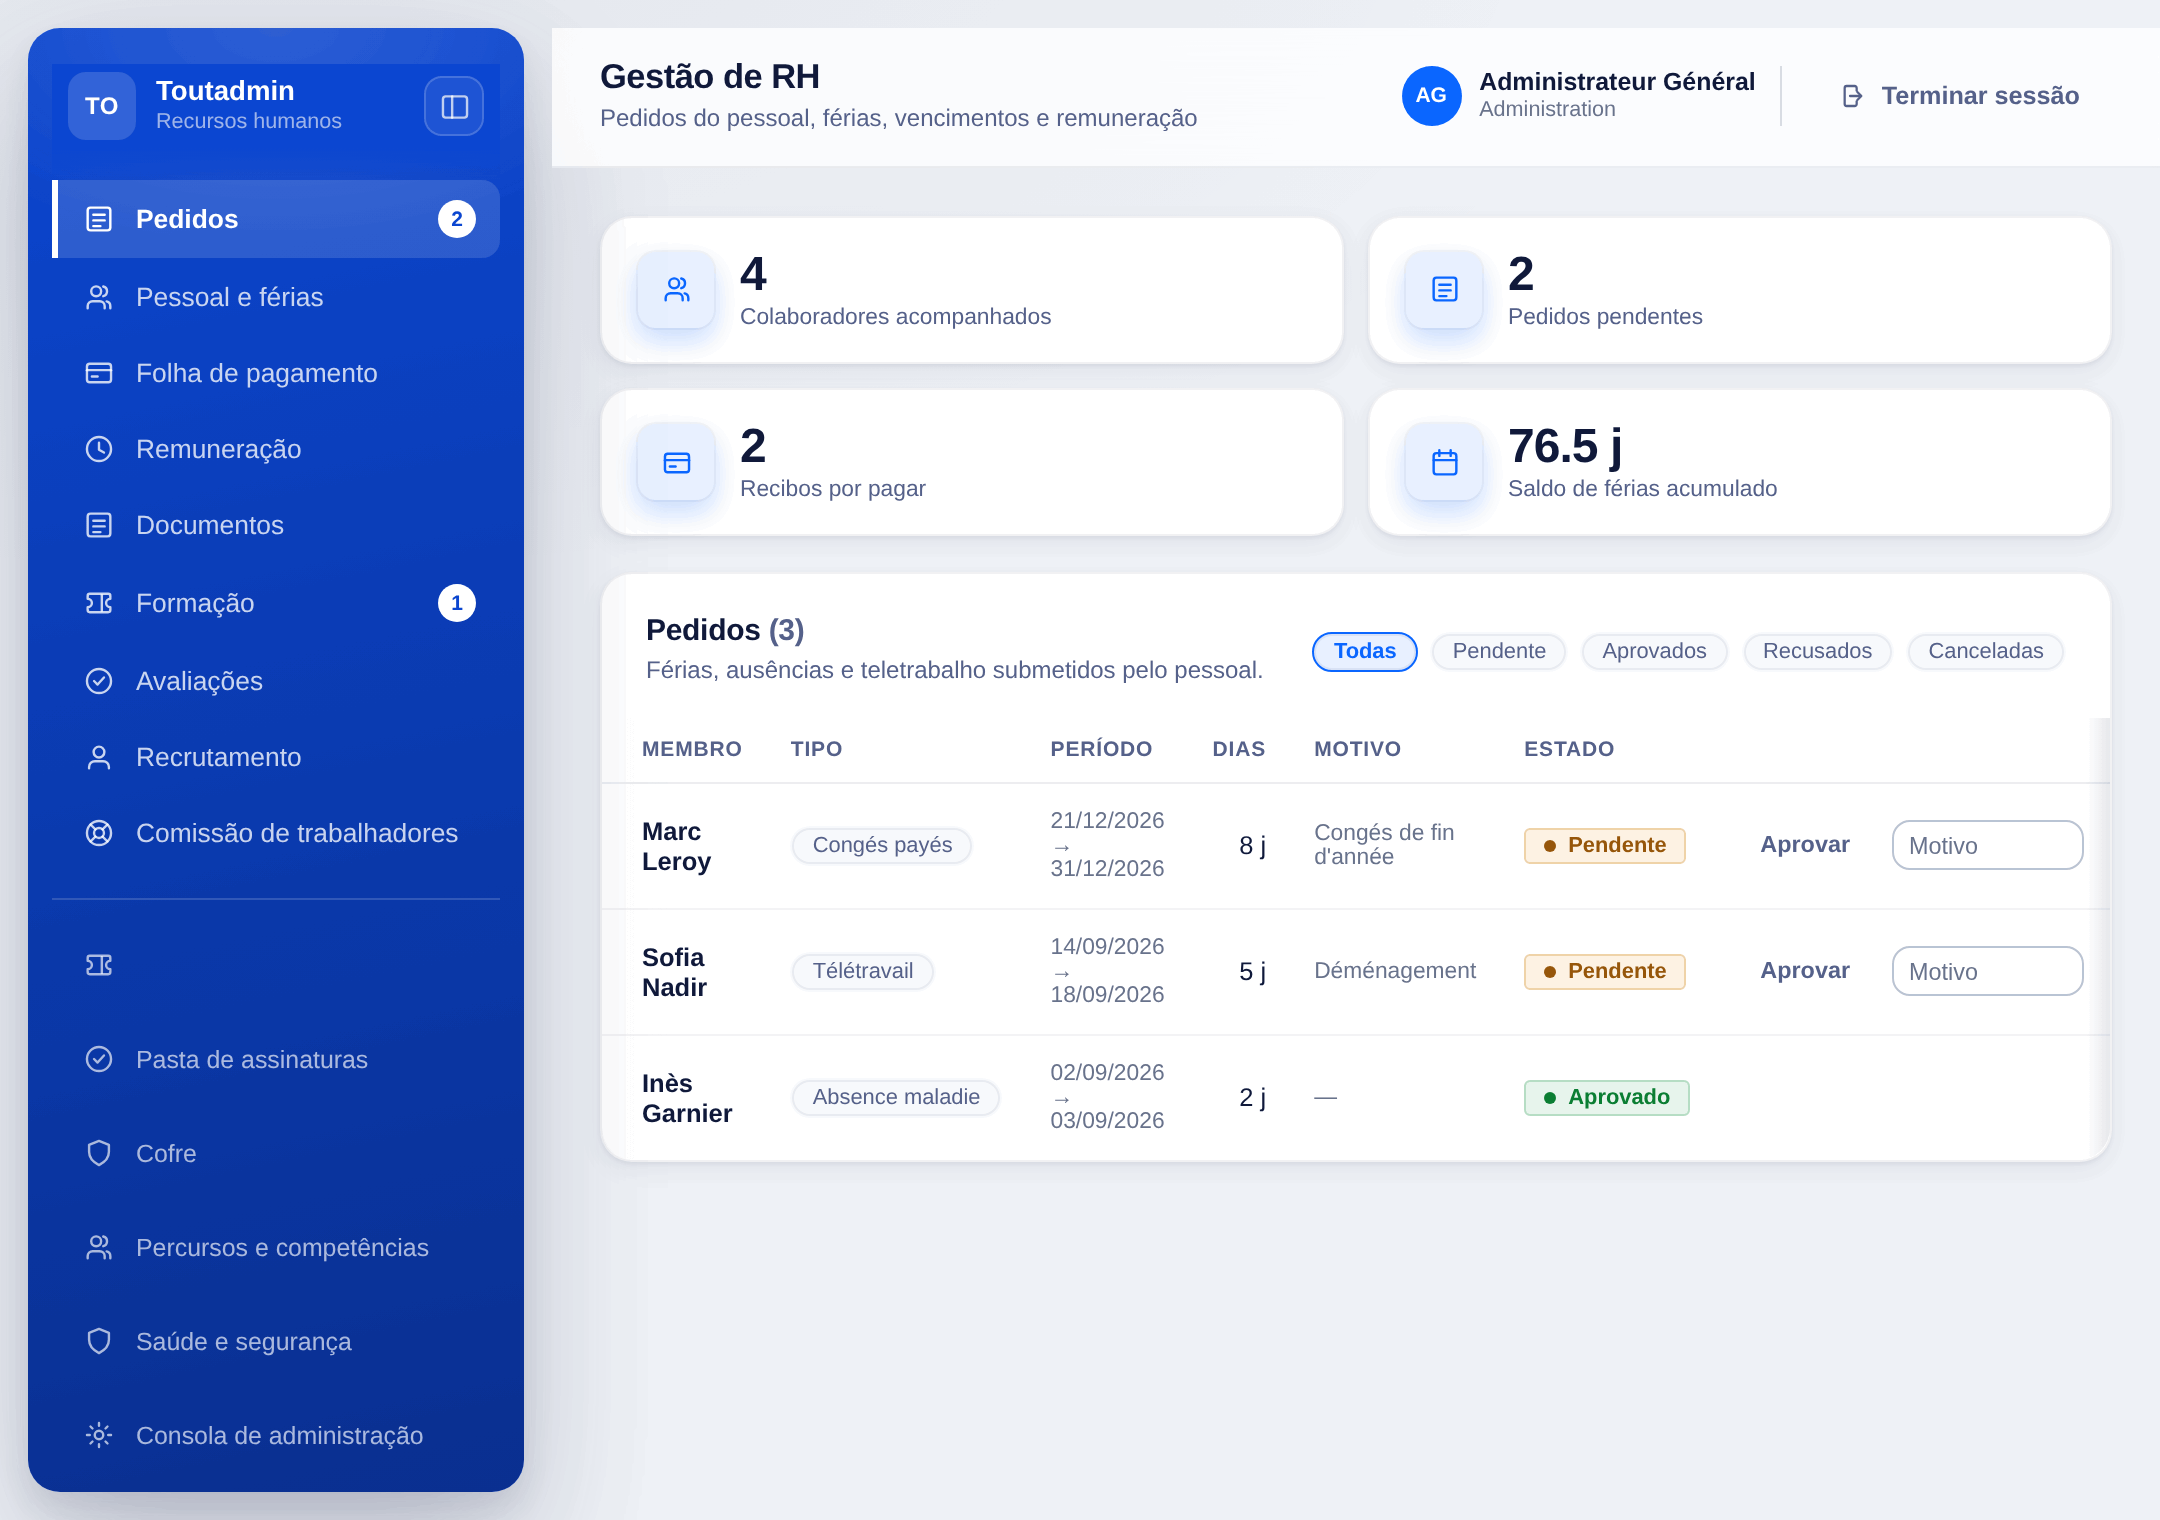 TO
Toutadmin
Recursos humanos
Pedidos 2
Pessoal e férias
Folha de pagamento
Remuneração
Documentos
Formação 1
Avaliações
Recrutamento
Comissão de trabalhadores
Pasta de assinaturas
Cofre
Percursos e competências
Saúde e segurança
Consola de administração
Gestão de RH
Pedidos do pessoal, férias, vencimentos e remuneração
AG
Administrateur Général
Administration
Terminar sessão
4
Colaboradores acompanhados
2
Pedidos pendentes
2
Recibos por pagar
76.5 j
Saldo de férias acumulado
Pedidos (3)
Férias, ausências e teletrabalho submetidos pelo pessoal.
Todas Pendente Aprovados Recusados Canceladas
MEMBRO TIPO PERÍODO DIAS MOTIVO ESTADO
Marc
Leroy
Congés payés
21/12/2026
→
31/12/2026
8 j
Congés de fin
d'année
Pendente
Aprovar
Motivo
Sofia
Nadir
Télétravail
14/09/2026
→
18/09/2026
5 j
Déménagement
Pendente
Aprovar
Motivo
Inès
Garnier
Absence maladie
02/09/2026
→
03/09/2026
2 j
—
Aprovado